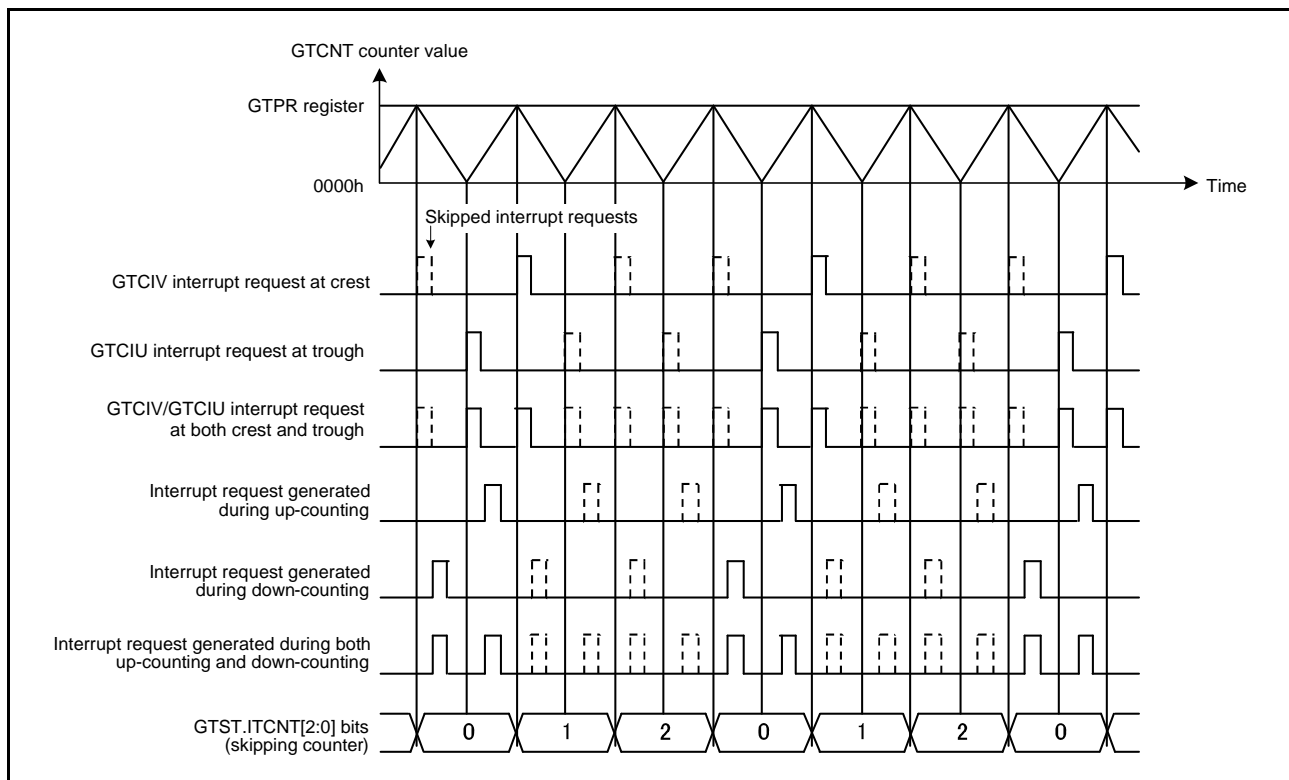 GTCNT counter value
GTPR register
0000h
Time
Skipped interrupt requests
GTCIV interrupt request at crest
GTCIU interrupt request at trough
GTCIV/GTCIU interrupt request
at both crest and trough
Interrupt request generated
during up-counting
Interrupt request generated
during down-counting
Interrupt request generated during both
up-counting and down-counting
GTST.ITCNT[2:0] bits
(skipping counter)
0 1 2 0 1 2 0